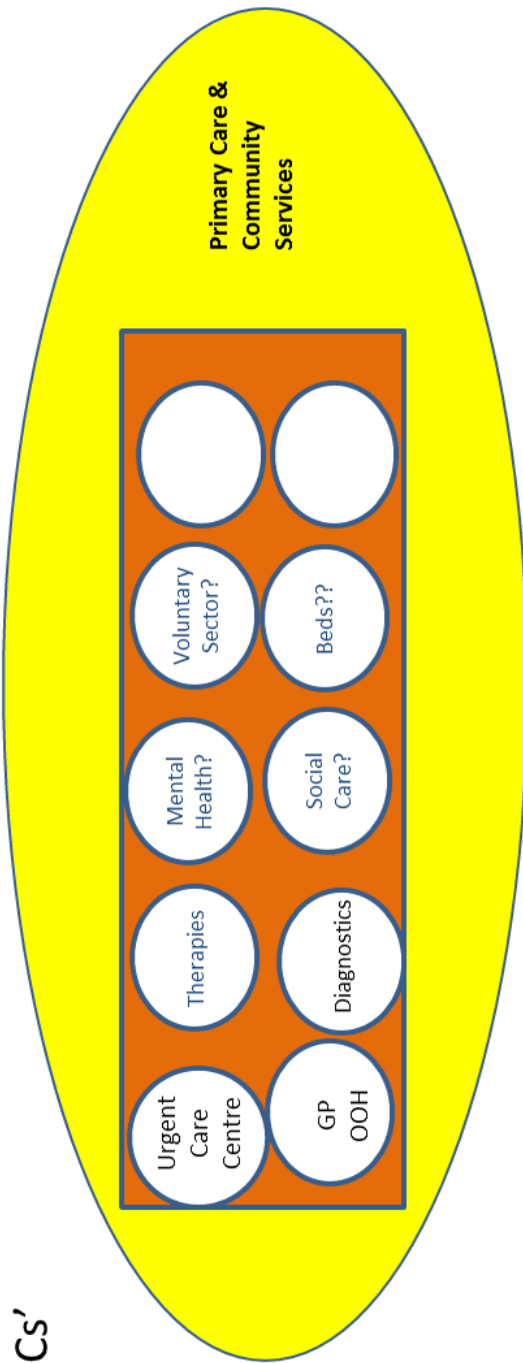 Cs'
Primary Care &
Community
Services
Urgent
Care
Centre
Therapies
Mental
Health?
Voluntary
Sector?
GP
OOH
Diagnostics
Social
Care?
Beds??